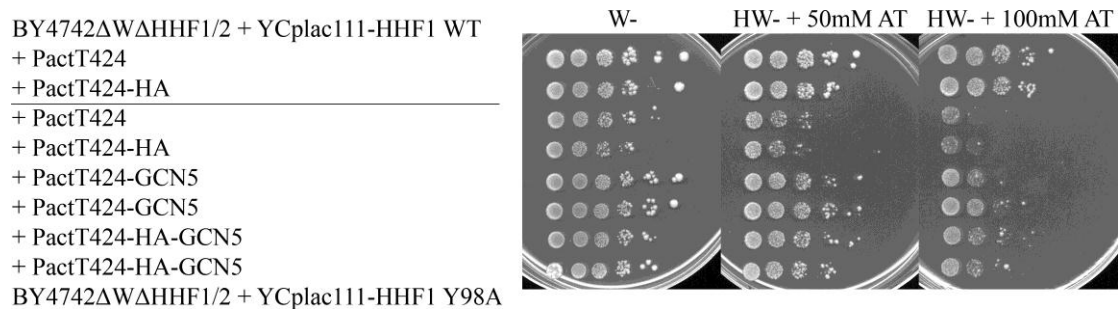 W- HW- + 50mM AT HW- + 100mM AT
BY4742ΔWΔHHF1/2 + YCplac111-HHF1 WT
+ PactT424
+ PactT424-HA
+ PactT424
+ PactT424-HA
+ PactT424-GCN5
+ PactT424-GCN5
+ PactT424-HA-GCN5
+ PactT424-HA-GCN5
BY4742ΔWΔHHF1/2 + YCplac111-HHF1 Y98A